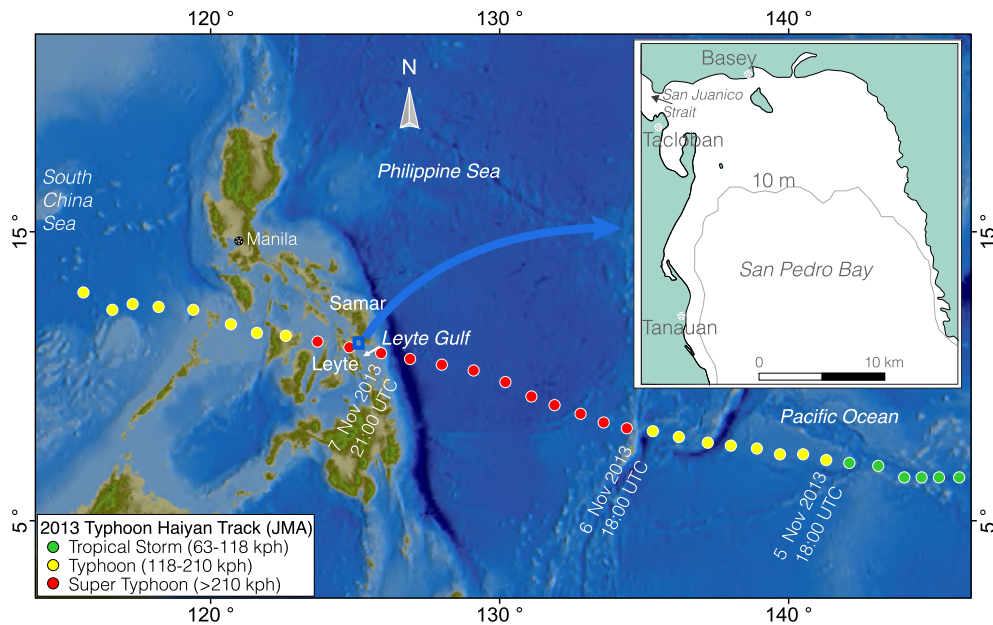 120 °
130 °
140 °
N
Basey
San Juanico
Strait
Tacloban
10 m
San Pedro Bay
Tanauan
0
10 km
South
China
Sea
Philippine Sea
15 °
15 °
Manila
Samar
Leyte Gulf
Leyte
7 Nov 2013
21:00 UTC
Pacific Ocean
6 Nov 2013
18:00 UTC
5 Nov 2013
18:00 UTC
5 °
5 °
2013 Typhoon Haiyan Track (JMA)
Tropical Storm (63-118 kph)
Typhoon (118-210 kph)
Super Typhoon (>210 kph)
120 °
130 °
140 °